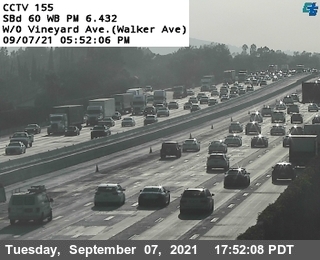 CCTV 155
SBd 60 WB PM 6.432
W/O Vineyard Ave.(Walker Ave)
09/07/21 05:52:06 PM
Tuesday, September 07, 2021 17:52:08 PDT